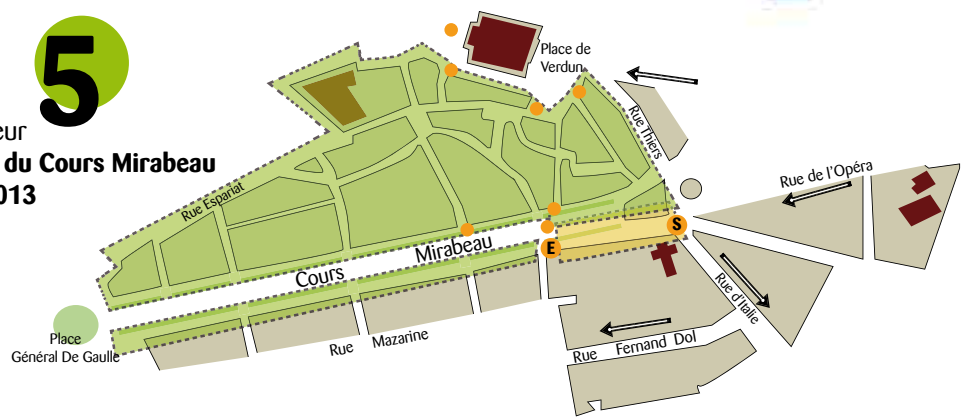 5
eur
du Cours Mirabeau
013
Place de
Verdun
Rue Thiers
Rue de l'Opéra
Rue Espariat
Cours Mirabeau
E
S
Rue d'Italie
Place
Général De Gaulle
Rue Mazarine
Rue Fernand Dol